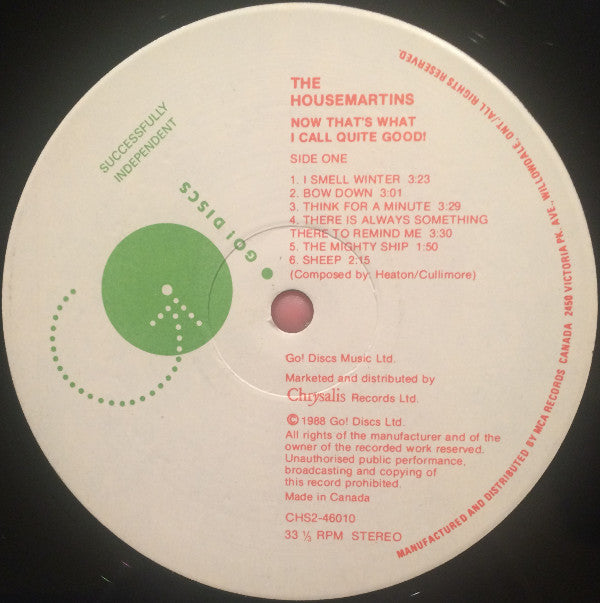 THE
HOUSEMARTINS
NOW THAT'S WHAT
I CALL QUITE GOOD!
SIDE ONE
1. I SMELL WINTER 3:23
2. BOW DOWN 3:01
3. THINK FOR A MINUTE 3:29
4. THERE IS ALWAYS SOMETHING
THERE TO REMIND ME 3:30
5. THE MIGHTY SHIP 1:50
6. SHEEP 2:15
(Composed by: Heaton/Cullimore)
SUCCESSFULLY
INDEPENDENT
GO! DISCS
Go! Discs Music Ltd.
Marketed and distributed by
Chrysalis Records Ltd.
©1988 Go! Discs Ltd.
All rights of the manufacturer and of the
owner of the recorded work reserved.
Unauthorised public performance,
broadcasting and copying of
this record prohibited.
Made in Canada
CHS2-46010
33 ⅓ RPM STEREO
MANUFACTURED AND DISTRIBUTED BY MCA RECORDS CANADA 2450 VICTORIA PK. AVE., WILLOWDALE, ONT./ALL RIGHTS RESERVED.